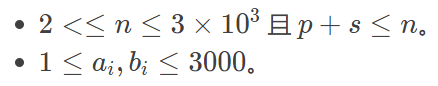 • 2 <≤ n ≤ 3 × 10³ 且 p + s ≤ n。
• 1 ≤ aᵢ, bᵢ ≤ 3000。